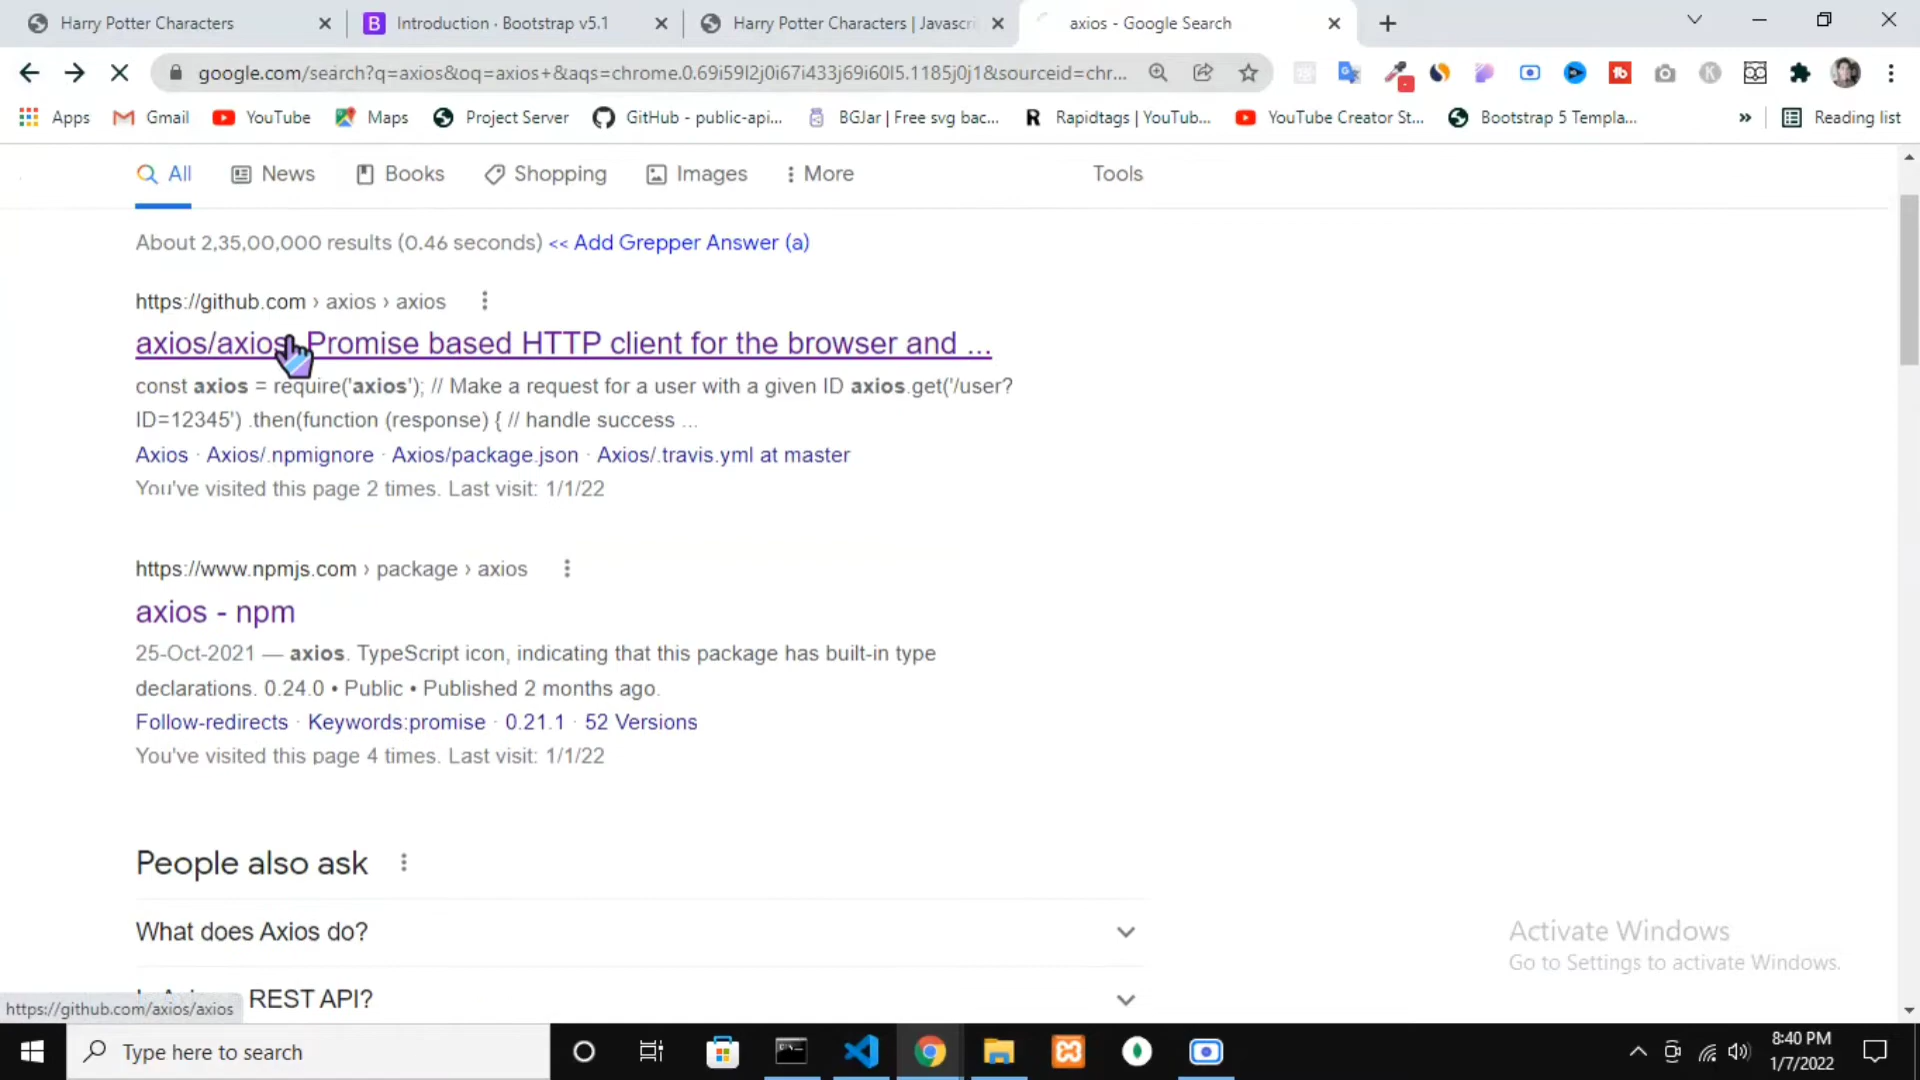 Harry Potter Characters
Introduction · Bootstrap v5.1
Harry Potter Characters | Javascri
axios - Google Search
google.com/search?q=axios&oq=axios+&aqs=chrome.0.69i59l2j0i67i433j69i60l5.1185j0j1&sourceid=chr...
Apps
Gmail
YouTube
Maps
Project Server
GitHub - public-api...
BGJar | Free svg bac...
Rapidtags | YouTub...
YouTube Creator St...
Bootstrap 5 Templa...
»
Reading list
All
News
Books
Shopping
Images
More
Tools
About 2,35,00,000 results (0.46 seconds) << Add Grepper Answer (a)
https://github.com › axios › axios
axios/axios: Promise based HTTP client for the browser and ...
const axios = require('axios'); // Make a request for a user with a given ID axios.get('/user?
ID=12345') .then(function (response) { // handle success ...
Axios · Axios/.npmignore · Axios/package.json · Axios/.travis.yml at master
You've visited this page 2 times. Last visit: 1/1/22
https://www.npmjs.com › package › axios
axios - npm
25-Oct-2021 — axios. TypeScript icon, indicating that this package has built-in type
declarations. 0.24.0 • Public • Published 2 months ago.
Follow-redirects · Keywords:promise · 0.21.1 · 52 Versions
You've visited this page 4 times. Last visit: 1/1/22
People also ask
What does Axios do?
REST API?
Activate Windows
Go to Settings to activate Windows.
https://github.com/axios/axios
Type here to search
8:40 PM
1/7/2022